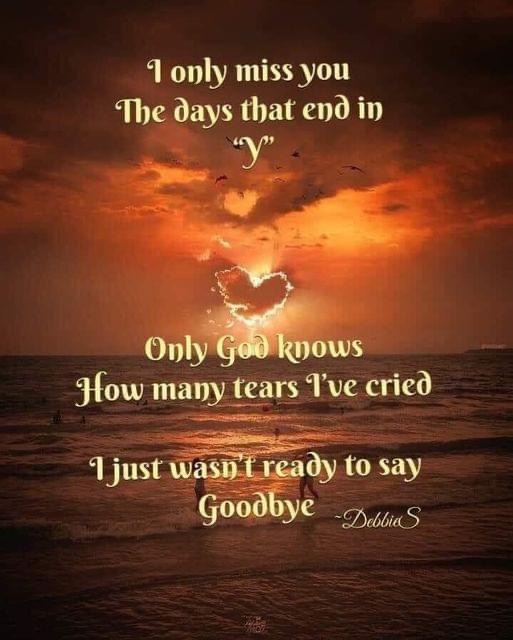 I only miss you
The days that end in
“Y”
Only God knows
How many tears I've cried
I just wasn't ready to say
Goodbye ~DebbieS